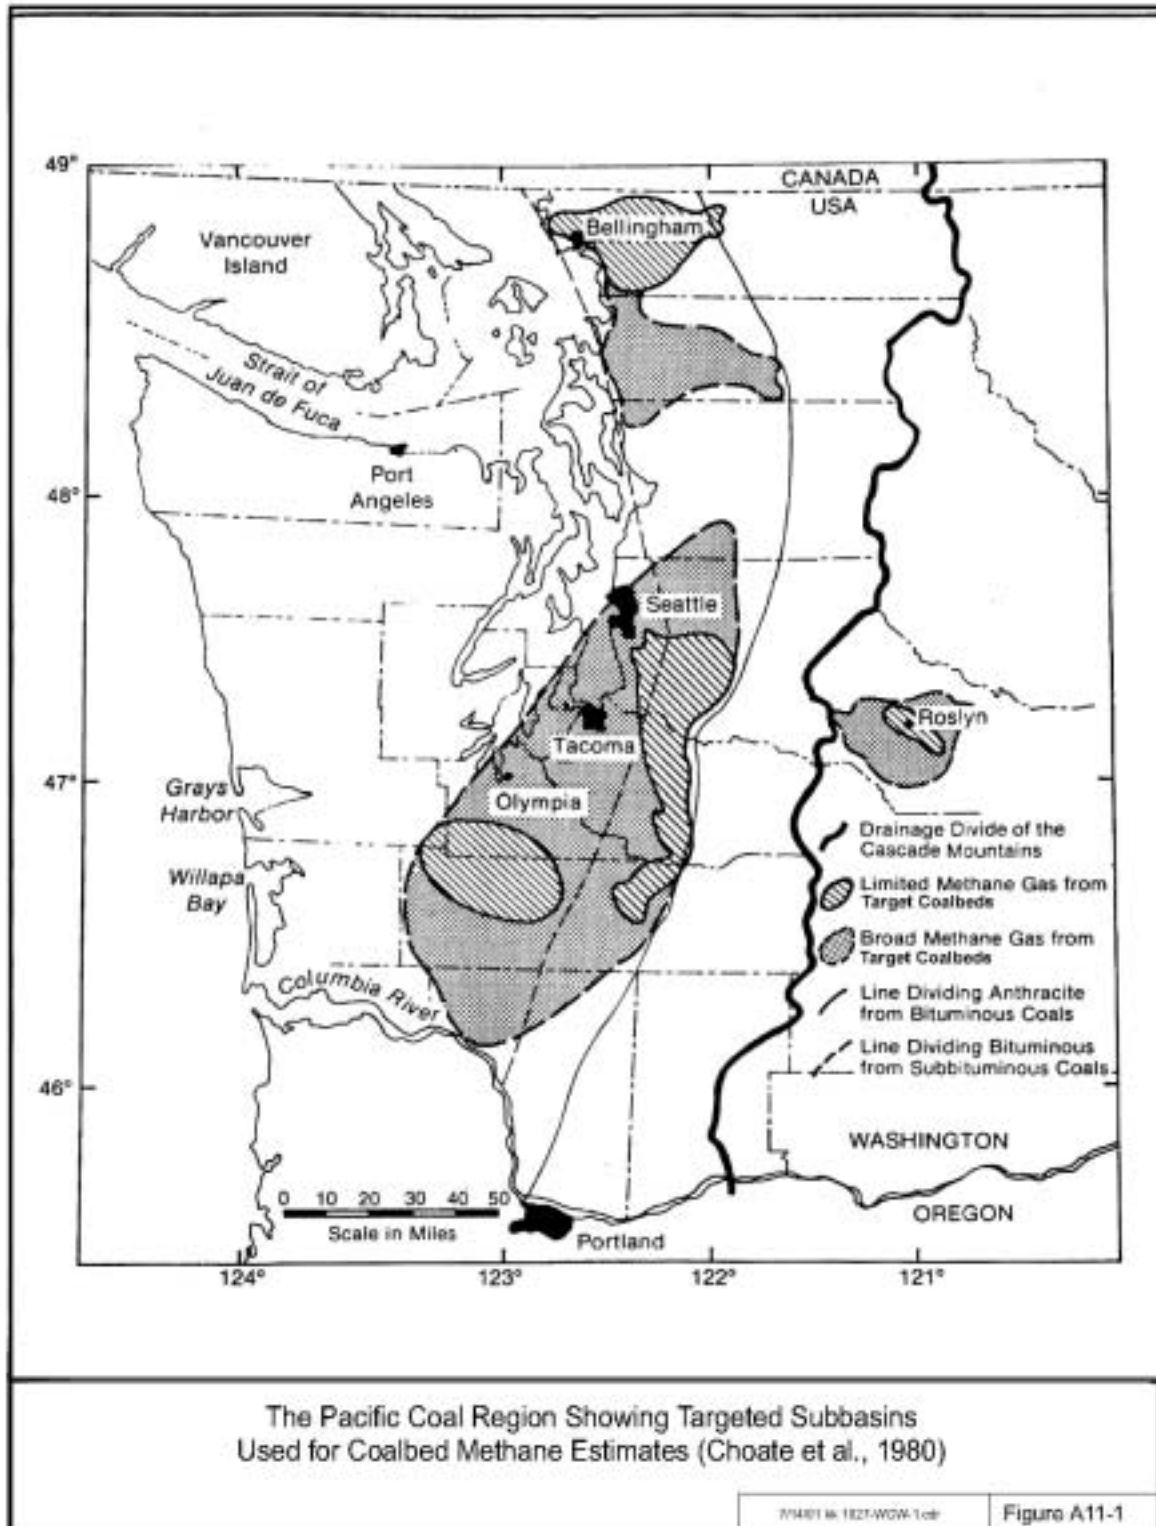 49°
CANADA
USA
Bellingham
Vancouver
Island
Strait of
Juan de Fuca
Port
Angeles
48°
Seattle
Roslyn
Tacoma
47°
Grays
Harbor
Olympia
Willapa
Bay
Drainage Divide of the
Cascade Mountains
Limited Methane Gas from
Target Coalbeds
Broad Methane Gas from
Target Coalbeds
Columbia River
Line Dividing Anthracite
from Bituminous Coals
Line Dividing Bituminous
from Subbituminous Coals
46°
WASHINGTON
0 10 20 30 40 50
Scale in Miles
OREGON
Portland
124°
123°
122°
121°
The Pacific Coal Region Showing Targeted Subbasins
Used for Coalbed Methane Estimates (Choate et al., 1980)
Figure A11-1